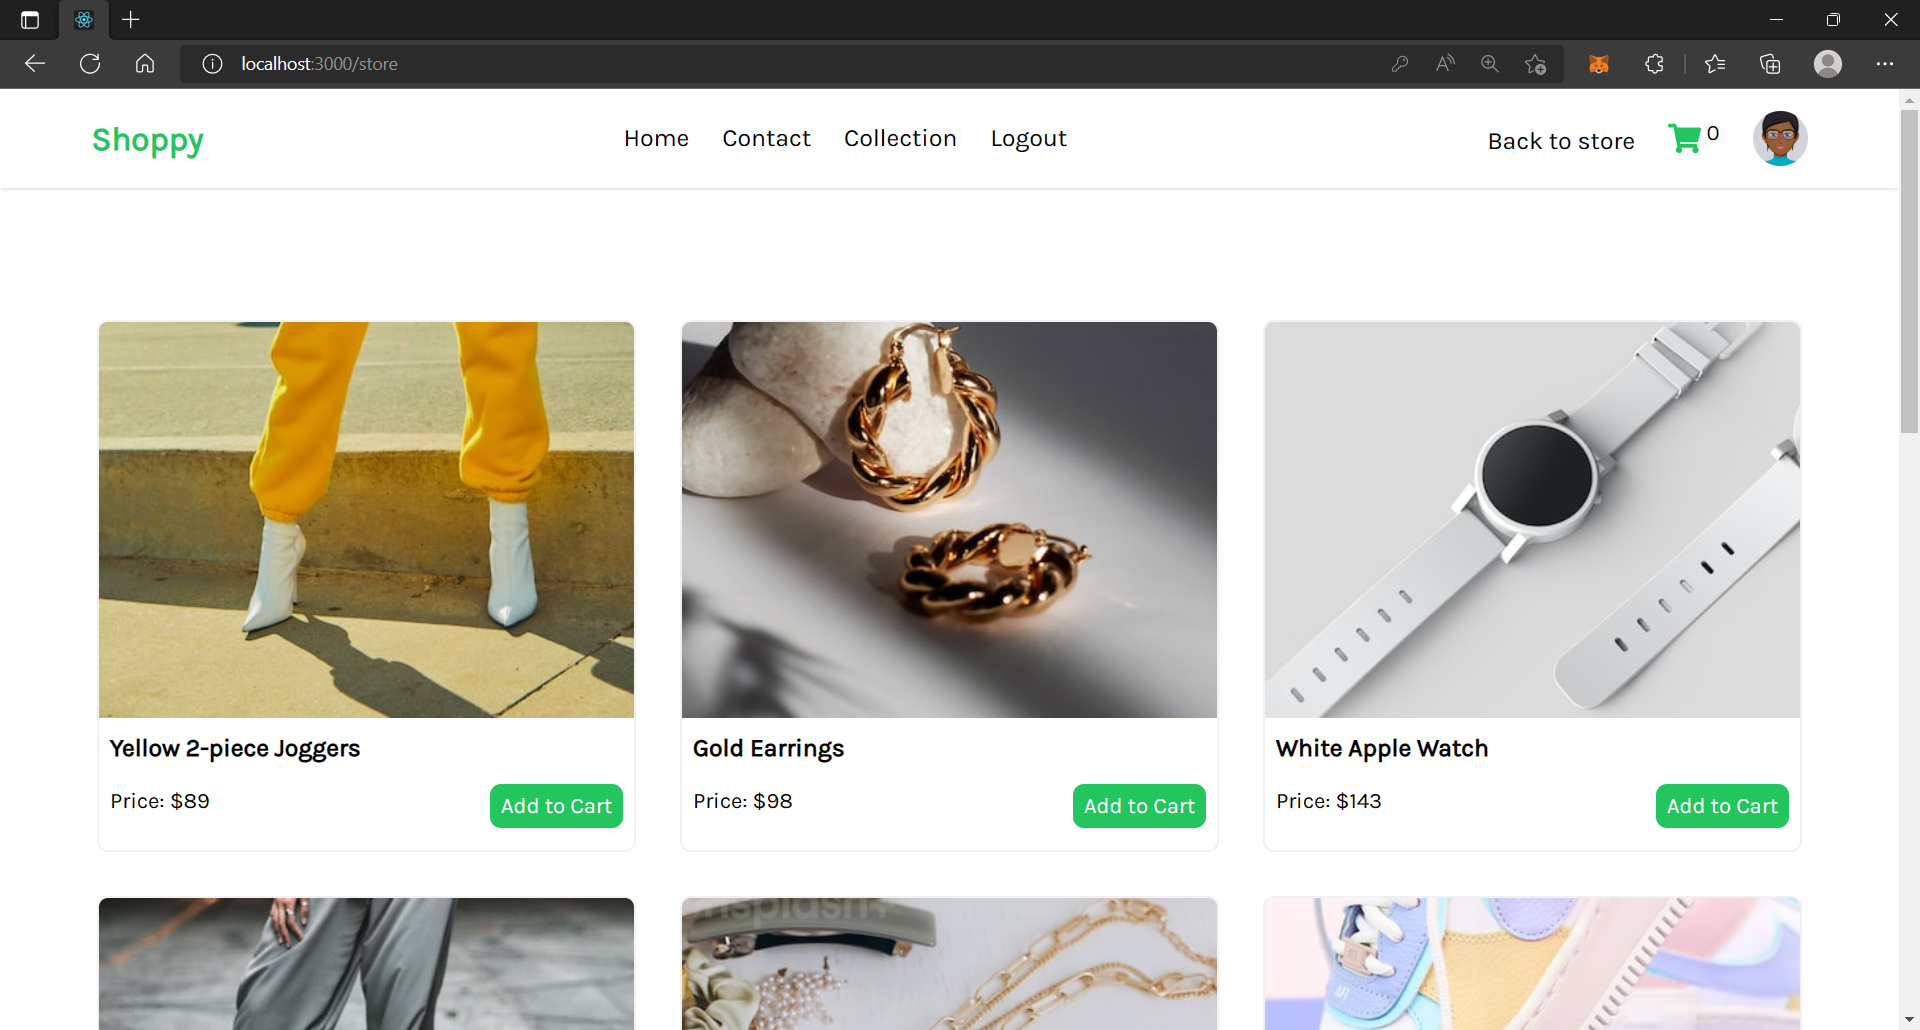 localhost:3000/store
Shoppy
Home Contact Collection Logout
Back to store 0
Yellow 2-piece Joggers
Price: $89 Add to Cart
Gold Earrings
Price: $98 Add to Cart
White Apple Watch
Price: $143 Add to Cart